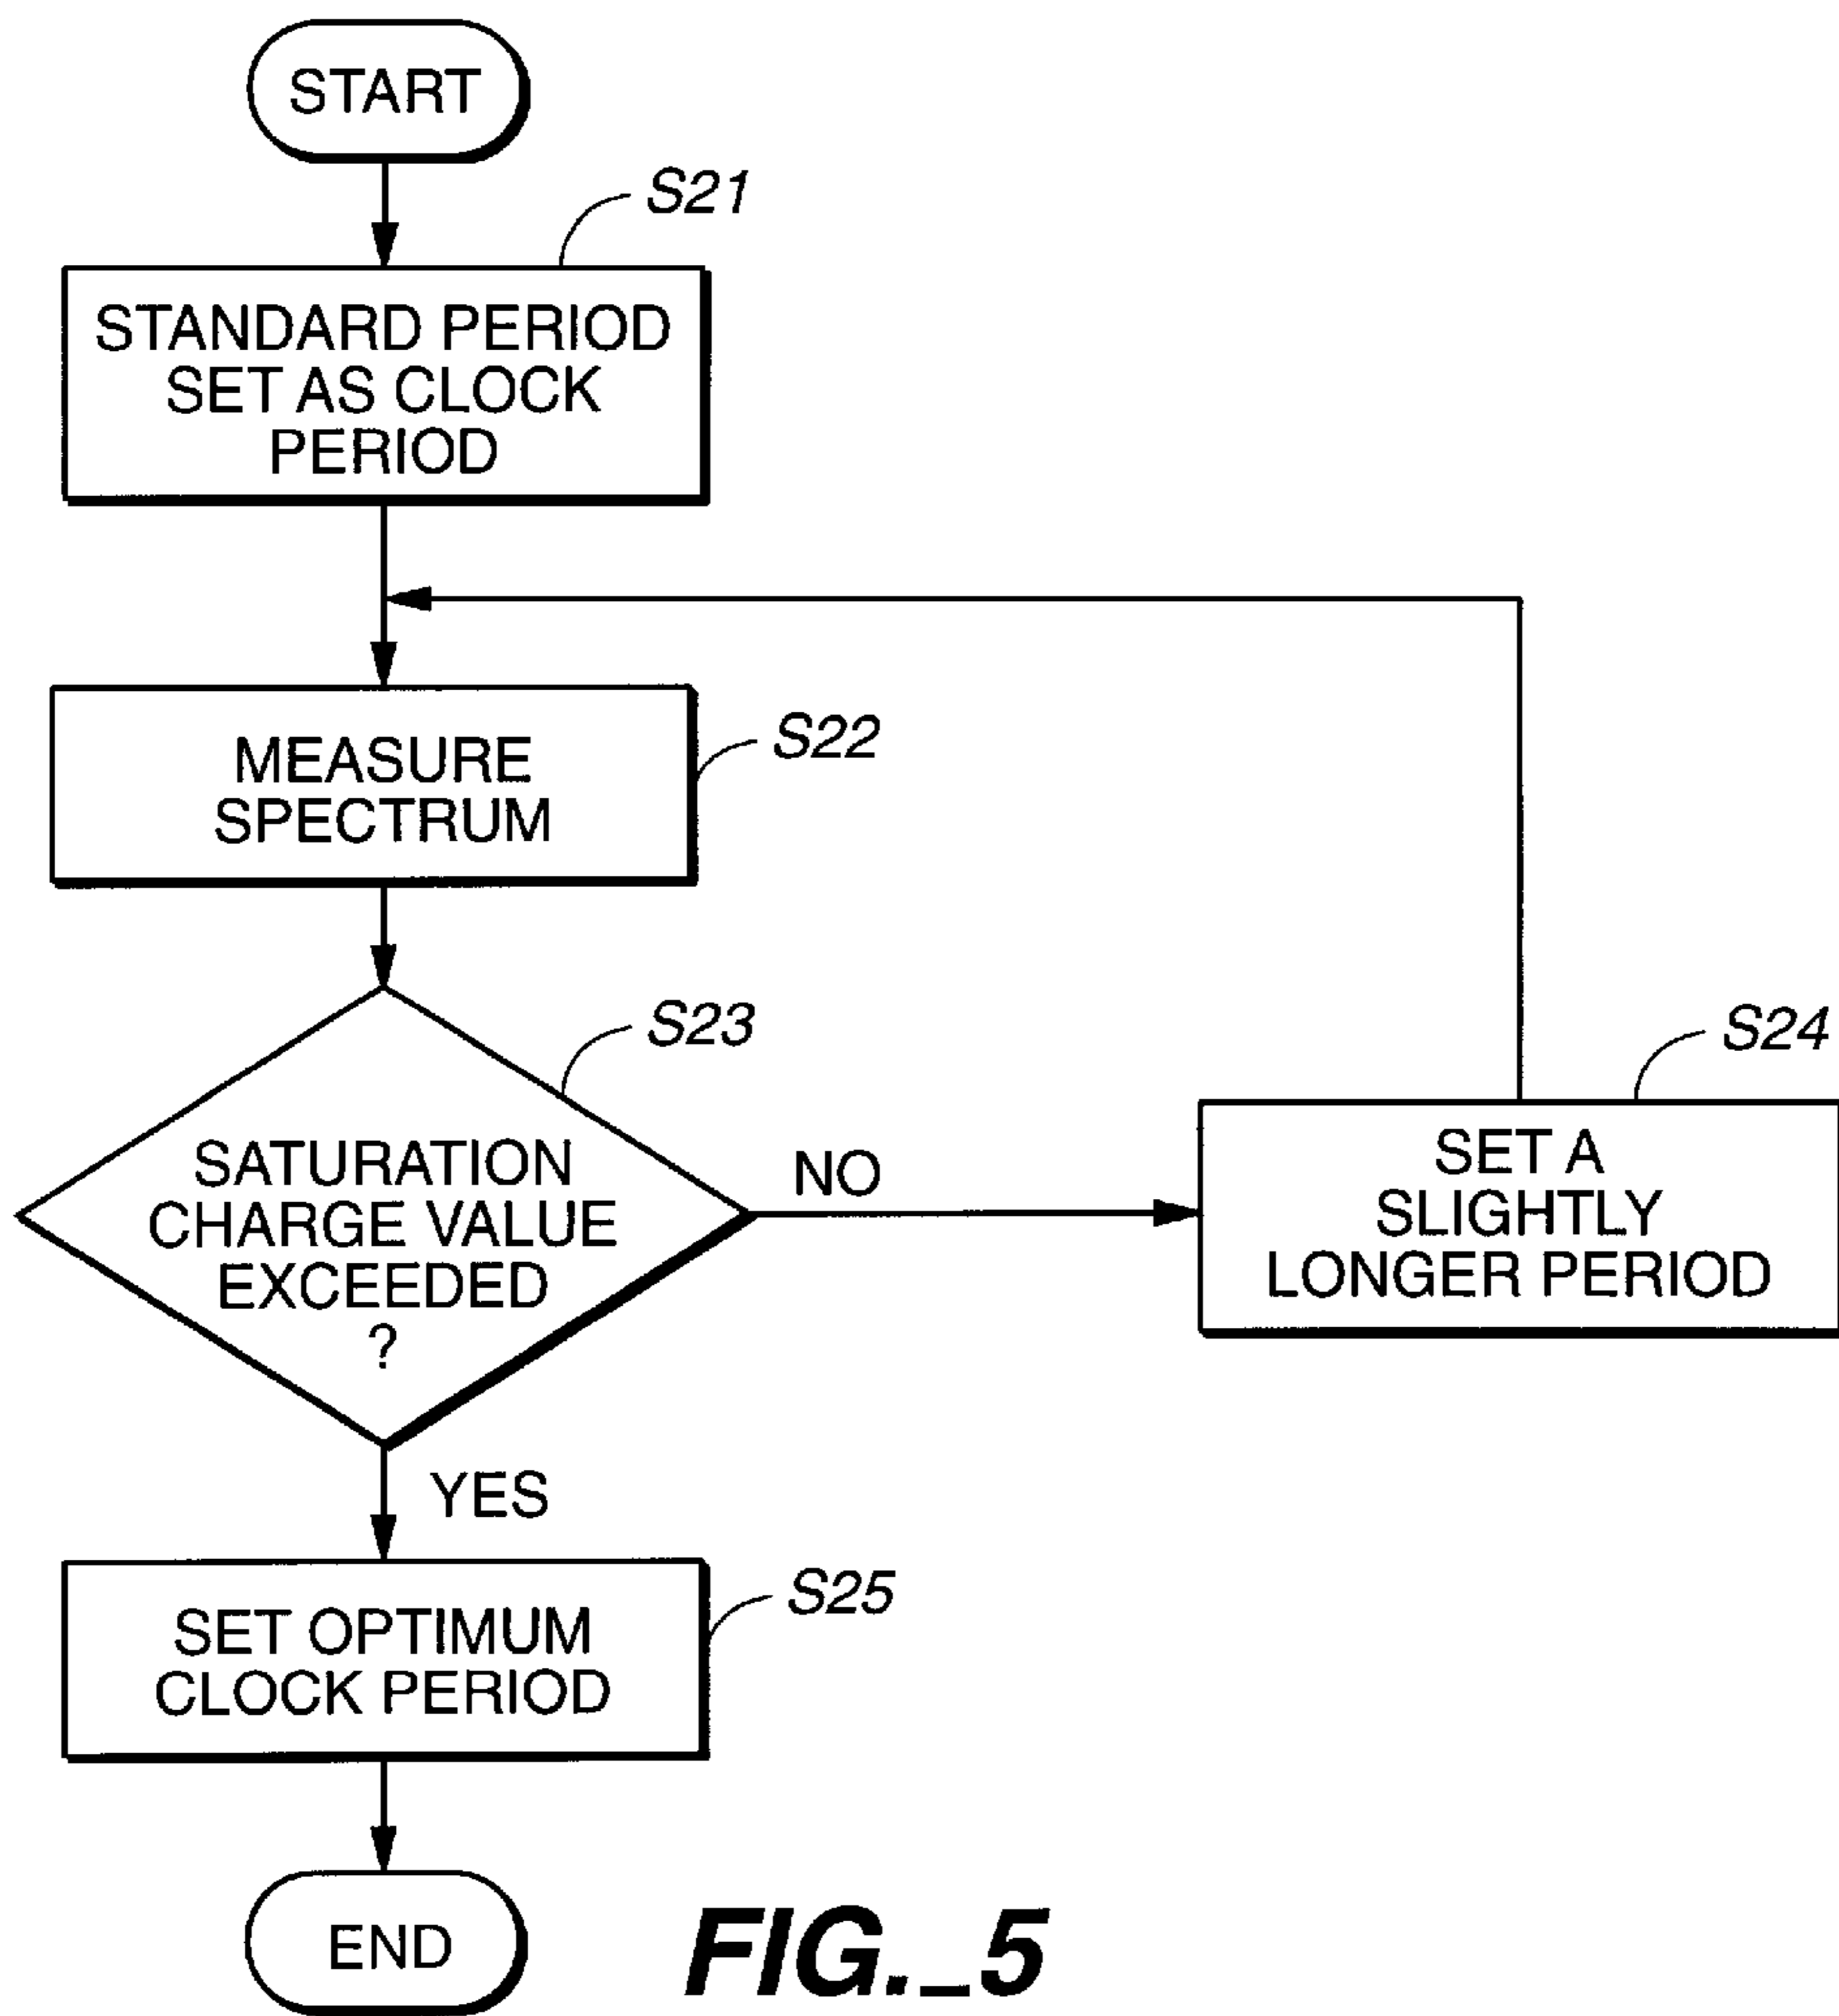 START
S21
STANDARD PERIOD
SET AS CLOCK
PERIOD
MEASURE
SPECTRUM
S22
S23
SATURATION
CHARGE VALUE
EXCEEDED
?
NO
S24
SET A
SLIGHTLY
LONGER PERIOD
YES
S25
SET OPTIMUM
CLOCK PERIOD
END
FIG._5